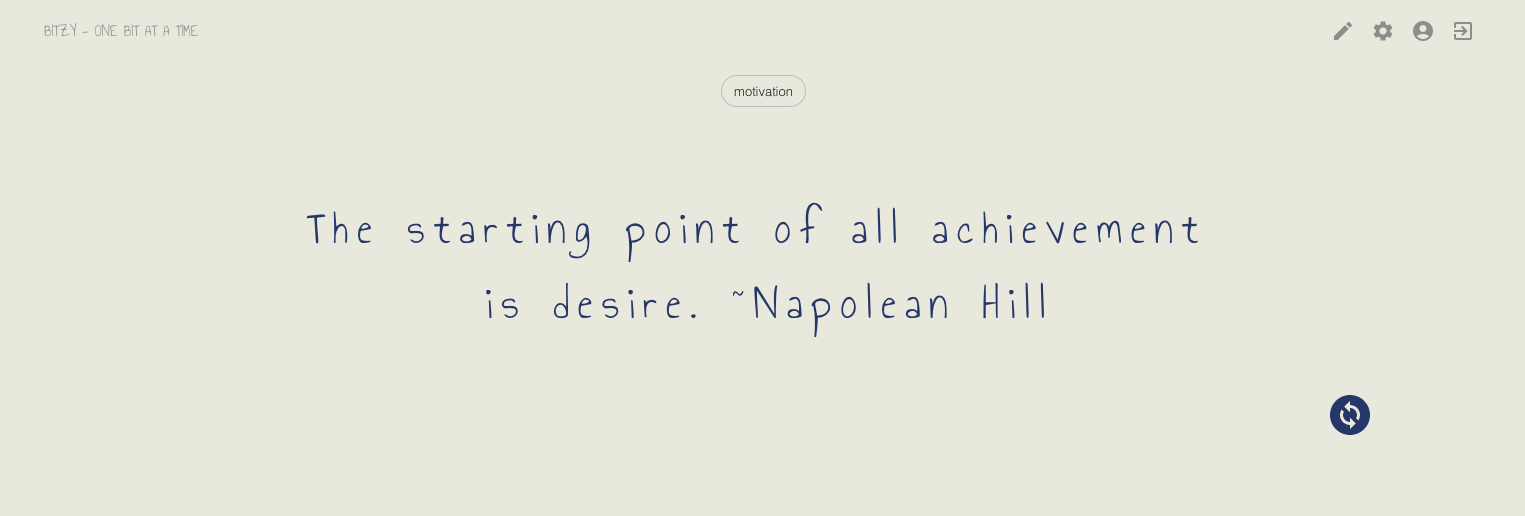 BITZY - ONE BIT AT A TIME
motivation
The starting point of all achievement
is desire. ~Napolean Hill